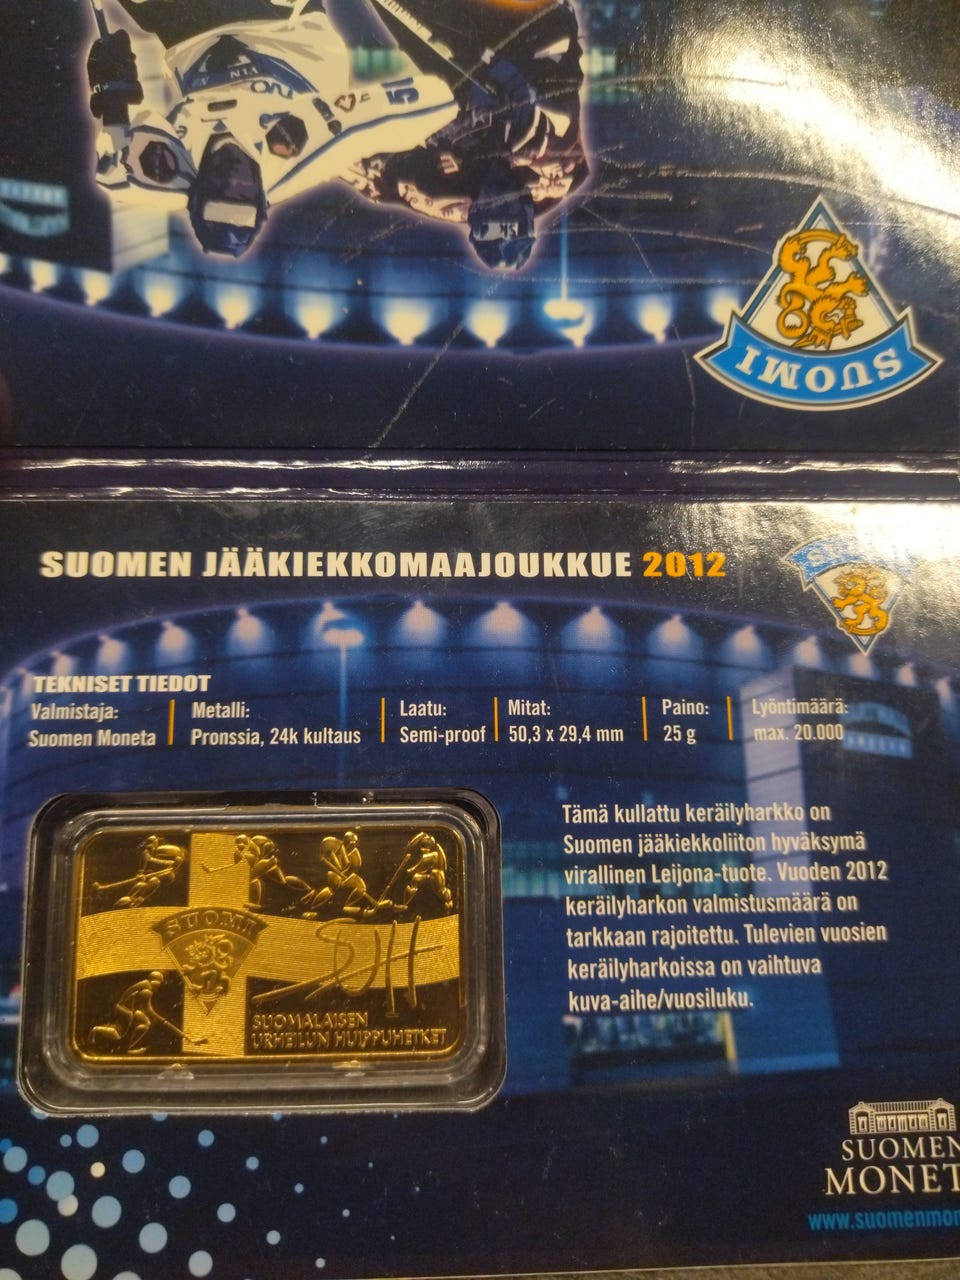 51
SUOMI
SUOMEN JÄÄKIEKKOMAAJOUKKUE 2012
TEKNISET TIEDOT
Valmistaja:
Suomen Moneta
Metalli:
Pronssia, 24k kultaus
Laatu:
Semi-proof
Mitat:
50,3 x 29,4 mm
Paino:
25 g
Lyöntimäärä:
max. 20.000
Tämä kullattu keräilyharkko on
Suomen jääkiekkoliiton hyväksymä
virallinen Leijona-tuote. Vuoden 2012
keräilyharkon valmistusmäärä on
tarkkaan rajoitettu. Tulevien vuosien
keräilyharkoissa on vaihtuva
kuva-aihe/vuosiluku.
SUOMI
SUOMALAISEN
URHEILUN HUIPPUHETKET
SUOMEN
MONET
www.suomenmon